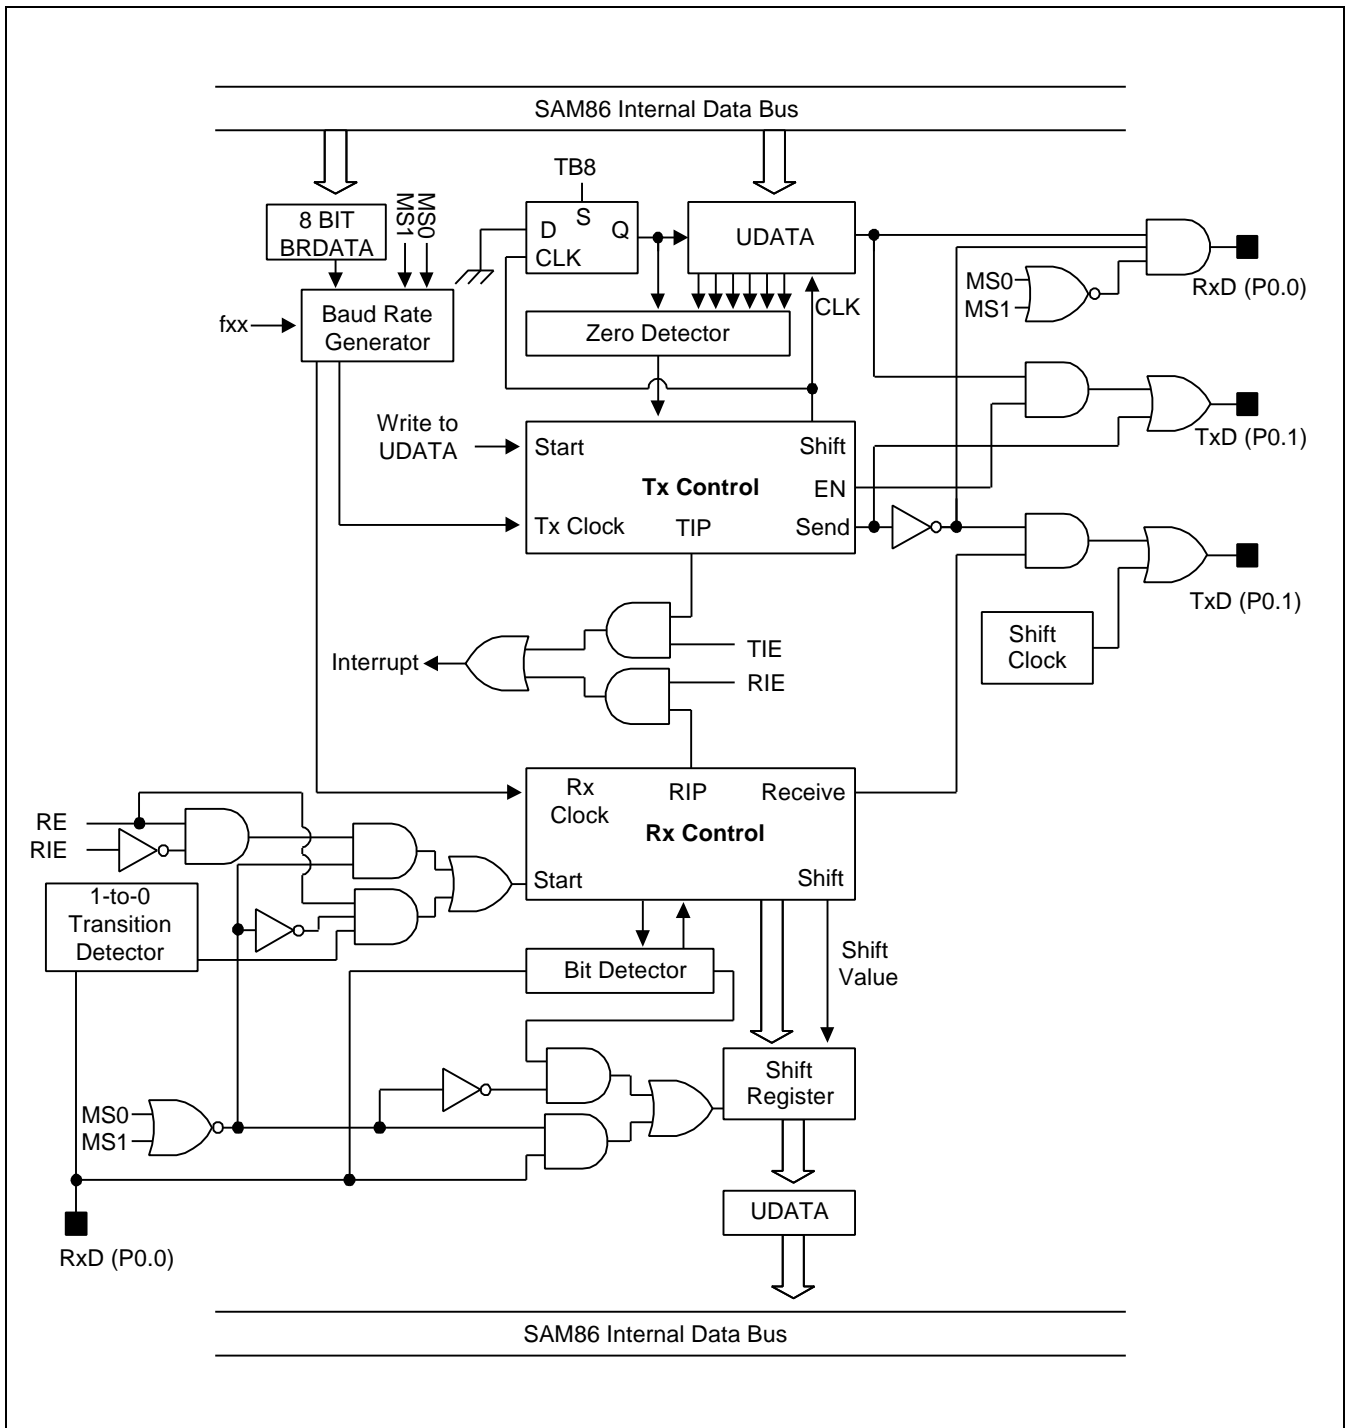 SAM86 Internal Data Bus
TB8
MS1
MS0
8 BIT
BRDATA
S
D
Q
CLK
UDATA
MS0
MS1
RxD (P0.0)
fxx
Baud Rate
Generator
CLK
Zero Detector
Write to
UDATA
Start
Shift
Tx Control
EN
Tx Clock
TIP
Send
TxD (P0.1)
TxD (P0.1)
Shift
Clock
Interrupt
TIE
RIE
Rx
Clock
RIP
Receive
Rx Control
Start
Shift
RE
RIE
1-to-0
Transition
Detector
Bit Detector
Shift
Value
Shift
Register
MS0
MS1
UDATA
RxD (P0.0)
SAM86 Internal Data Bus